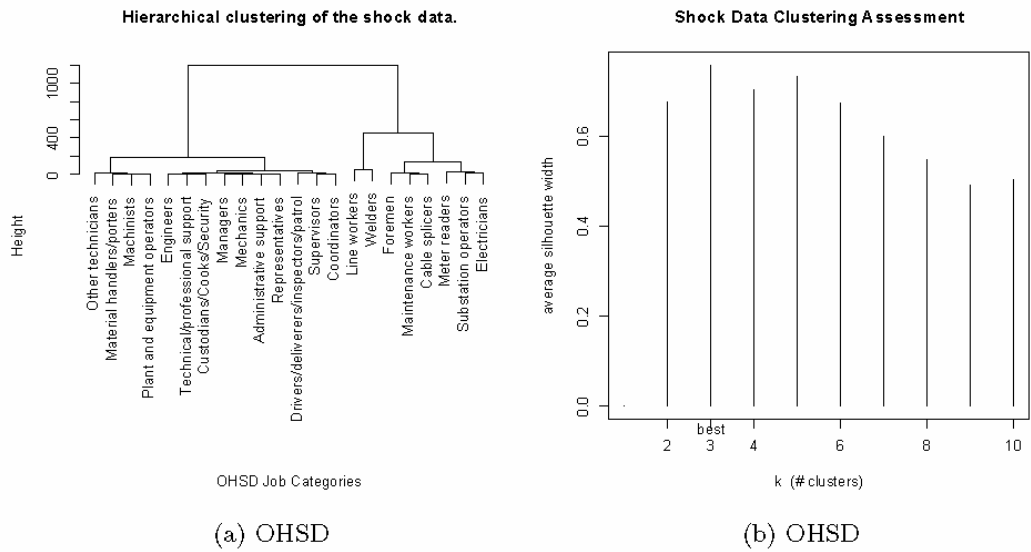 Hierarchical clustering of the shock data.
Height
0
400
1000
Other technicians
Material handlers/porters
Machinists
Plant and equipment operators
Engineers
Technical/professional support
Custodians/Cooks/Security
Managers
Mechanics
Administrative support
Representatives
Drivers/deliverers/inspectors/patrol
Supervisors
Coordinators
Line workers
Welders
Foremen
Maintenance workers
Cable splicers
Meter readers
Substation operators
Electricians
OHSD Job Categories
(a) OHSD
Shock Data Clustering Assessment
average silhouette width
0.0
0.2
0.4
0.6
best
2 3 4 6 8 10
k (# clusters)
(b) OHSD